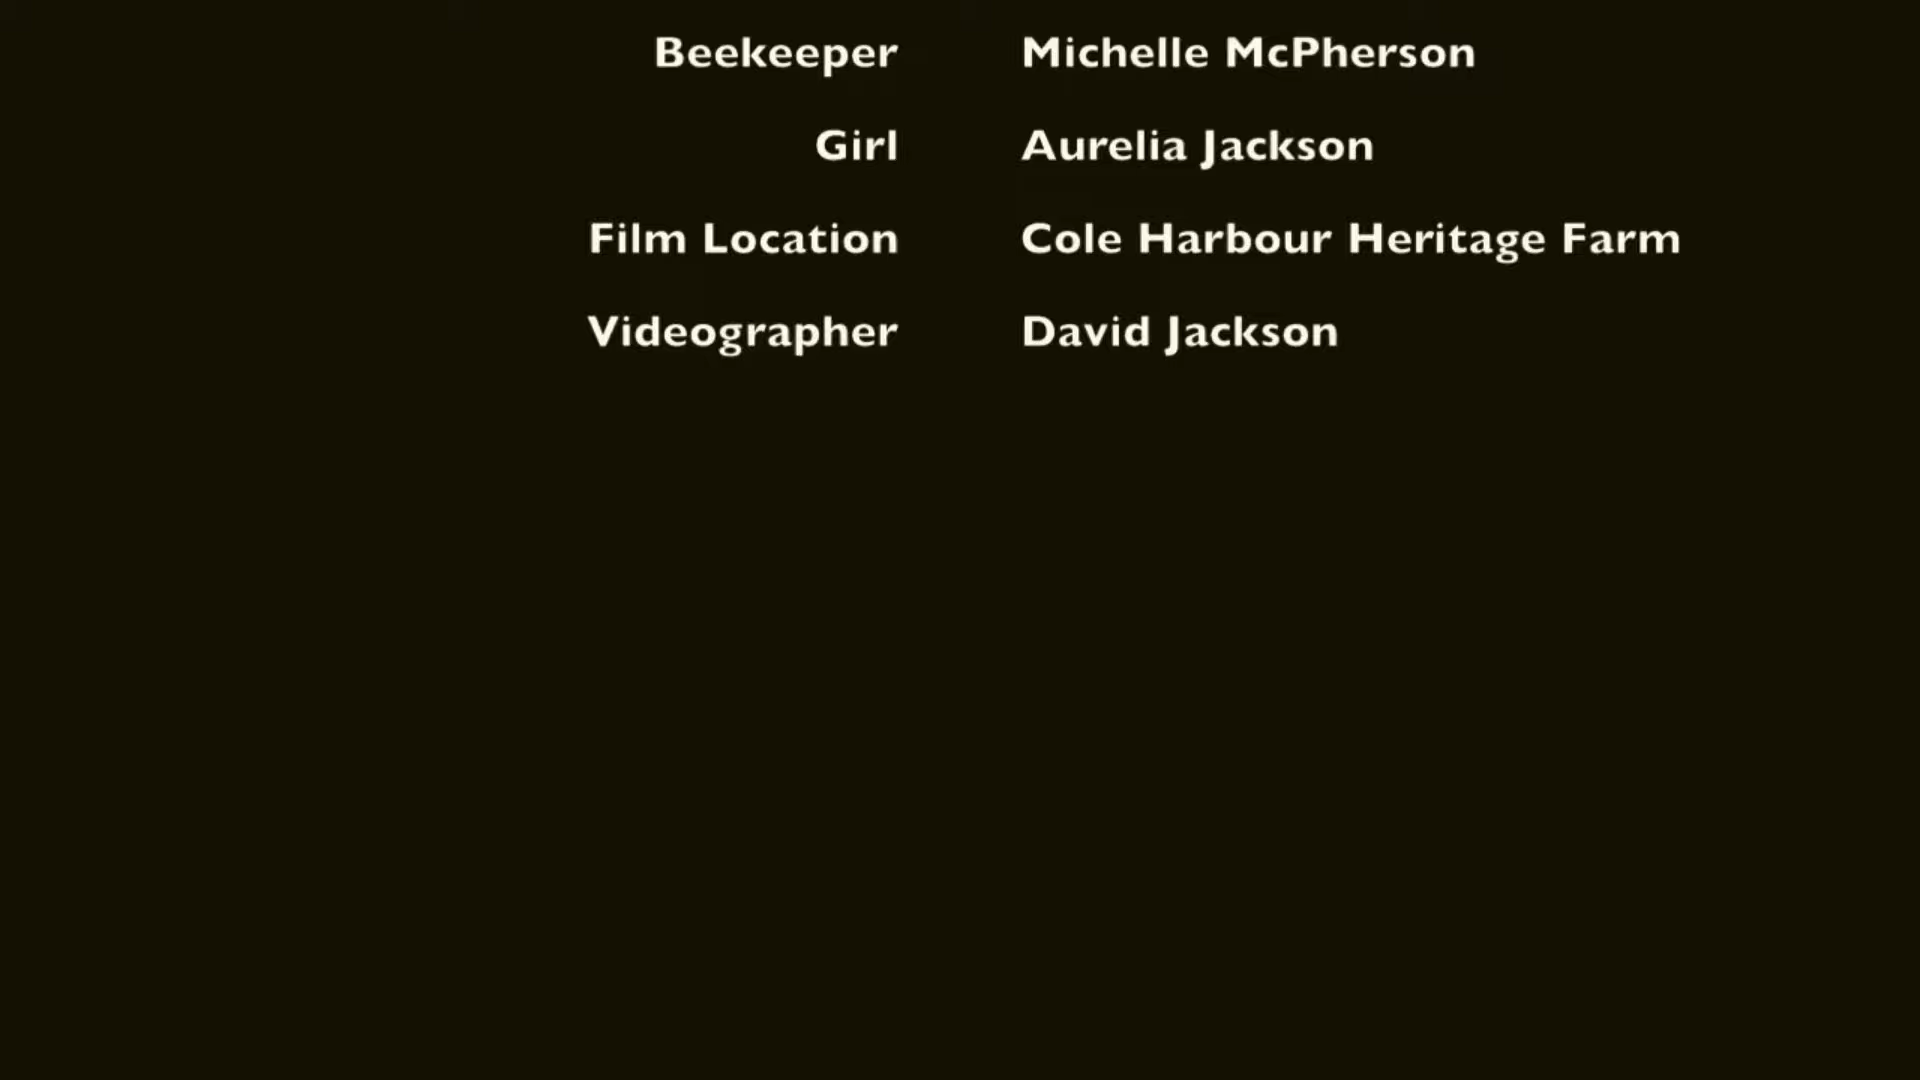 Beekeeper Michelle McPherson
Girl Aurelia Jackson
Film Location Cole Harbour Heritage Farm
Videographer David Jackson